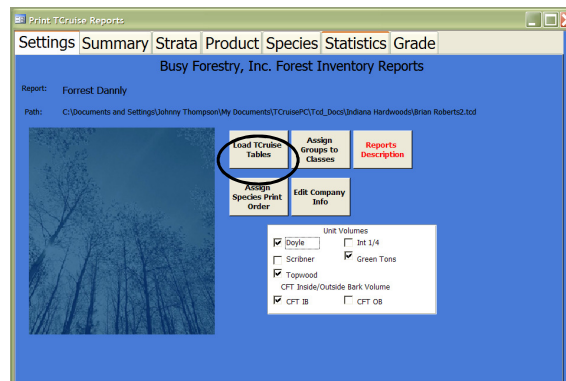 Print TCruise Reports
Settings Summary Strata Product Species Statistics Grade
Busy Forestry, Inc. Forest Inventory Reports
Report: Forrest Dannly
Path: C:\Documents and Settings\Johnny Thompson\My Documents\TCruisePC\Tcd_Docs\Indiana Hardwoods\Brian Roberts2.tcd
Load TCruise
Tables
Assign
Groups to
Classes
Reports
Description
Assign
Species Print
Order
Edit Company
Info
Unit Volumes
Doyle Int 1/4
Scribner Green Tons
Topwood
CFT Inside/Outside Bark Volume
CFT IB CFT OB